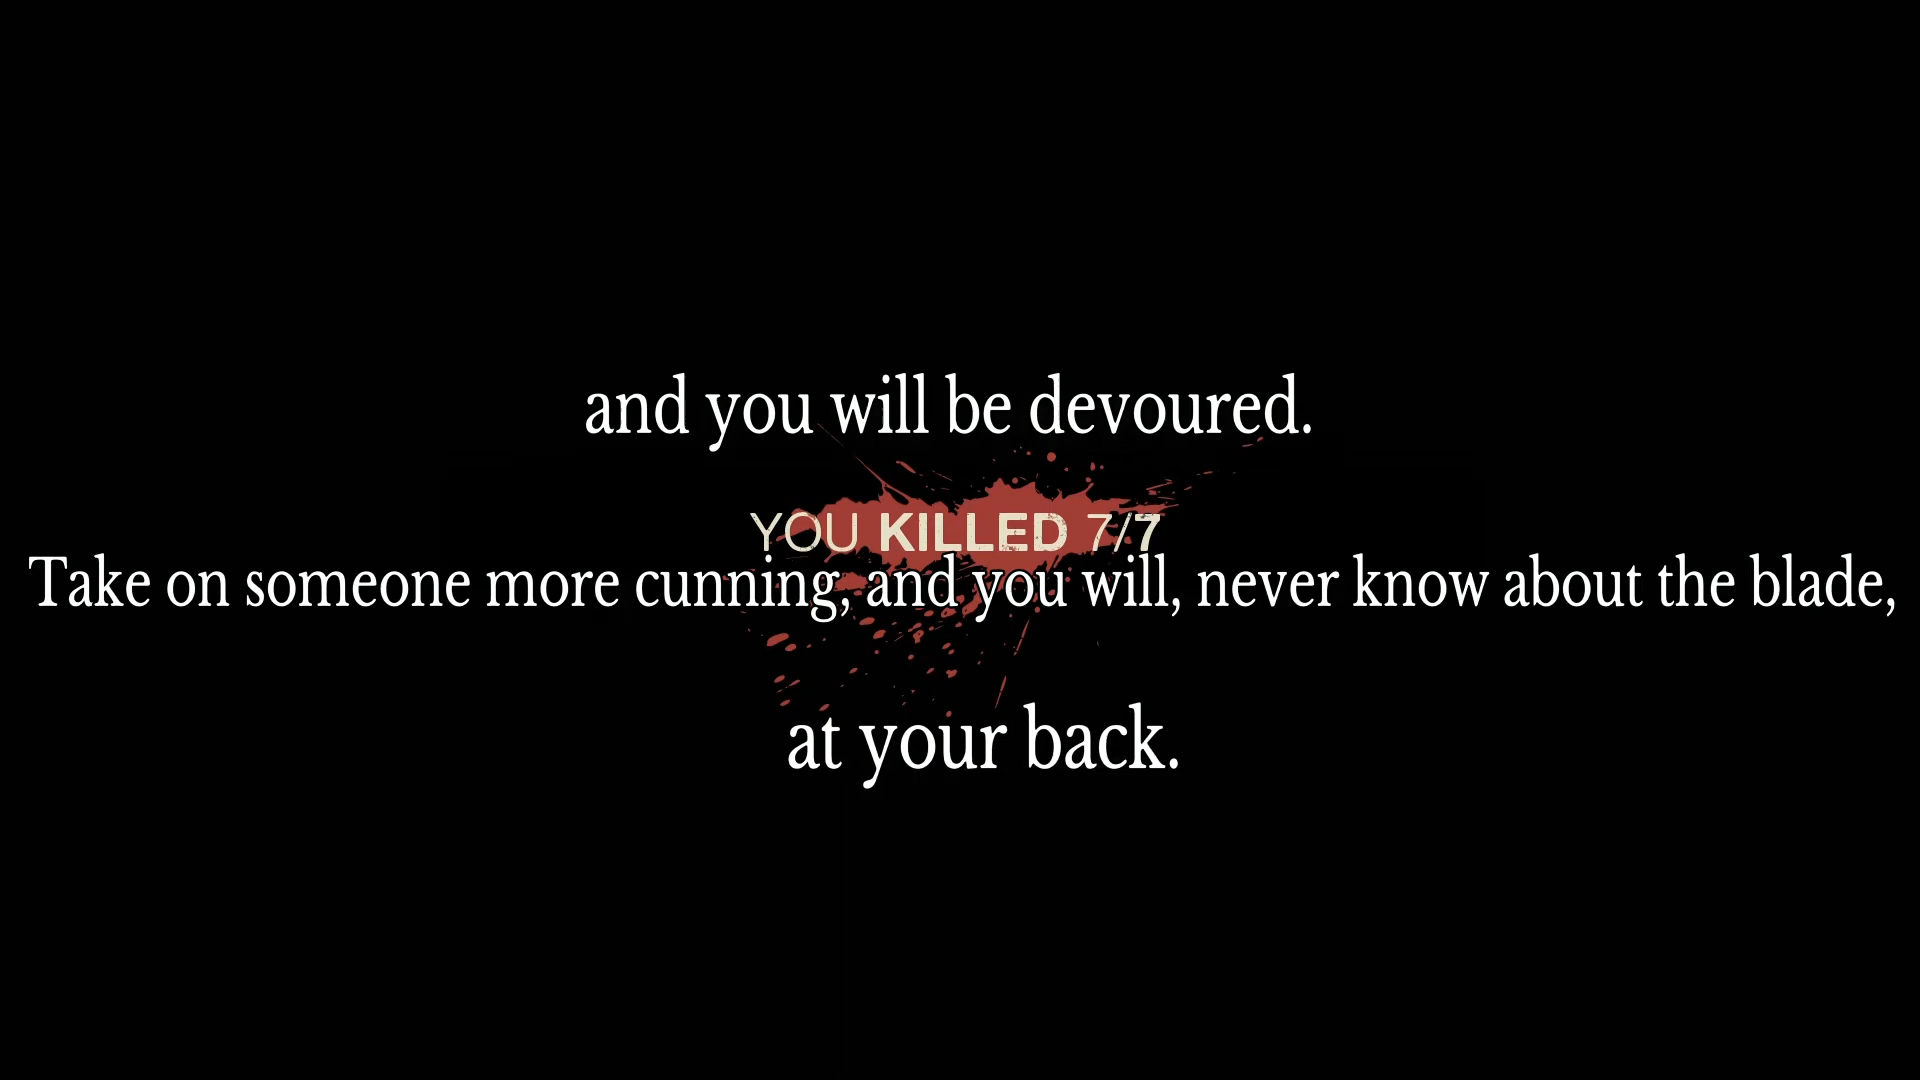 and you will be devoured.
YOU KILLED 7/7
Take on someone more cunning, and you will, never know about the blade,
at your back.